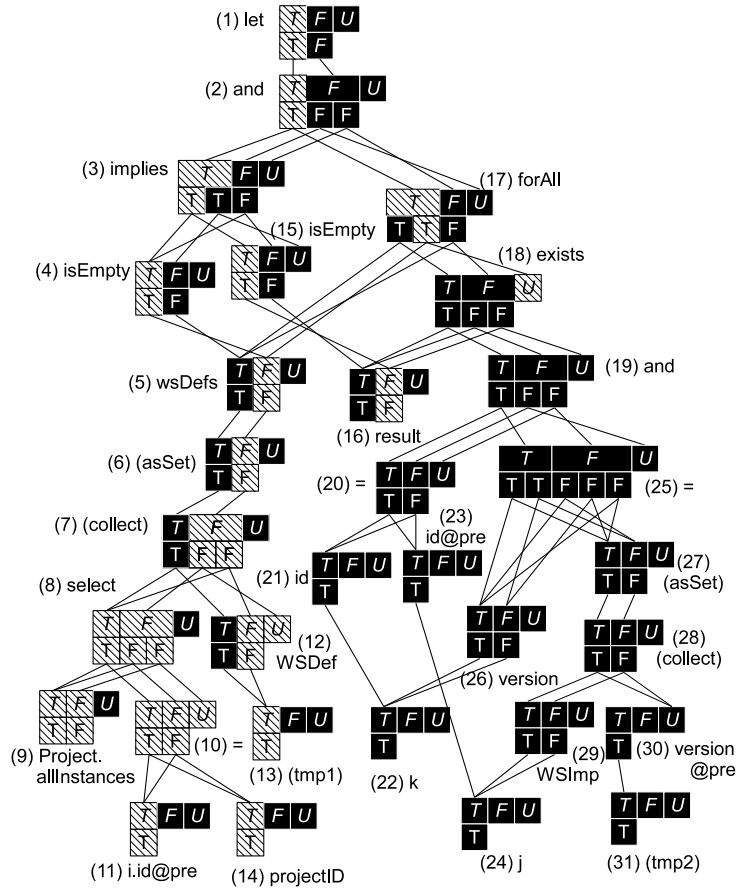 (1) let
T F U
T F
(2) and
T F U
T F F
(3) implies
T F U
T T F
(17) forAll
T F U
T T F
(15) isEmpty
T F U
T F
(4) isEmpty
T F U
T F
(18) exists
T F U
T F F
(5) wsDefs
T F U
T F
(16) result
T F U
T F
(19) and
T F U
T F F
(6) (asSet)
T F U
T F
(20) =
T F U
T F
(25) =
T F U
T T F F F
(7) (collect)
T F U
T F F
(23)
id@pre
T F U
T
(21) id
T F U
T
(27)
(asSet)
T F U
T F
(8) select
T F U
T F F
(12)
WSDef
T F U
T F
(26) version
T F U
T F
(28)
(collect)
T F U
T F
(9) Project.
allInstances
T F U
T F
(10) =
T F U
T F
(13) (tmp1)
T F U
T
(22) k
T F U
T
(29)
WSImp
T F U
T F
(30) version
@pre
T F U
T
(11) i.id@pre
T F U
T
(14) projectID
T F U
T
(24) j
T F U
T
(31) (tmp2)
T F U
T